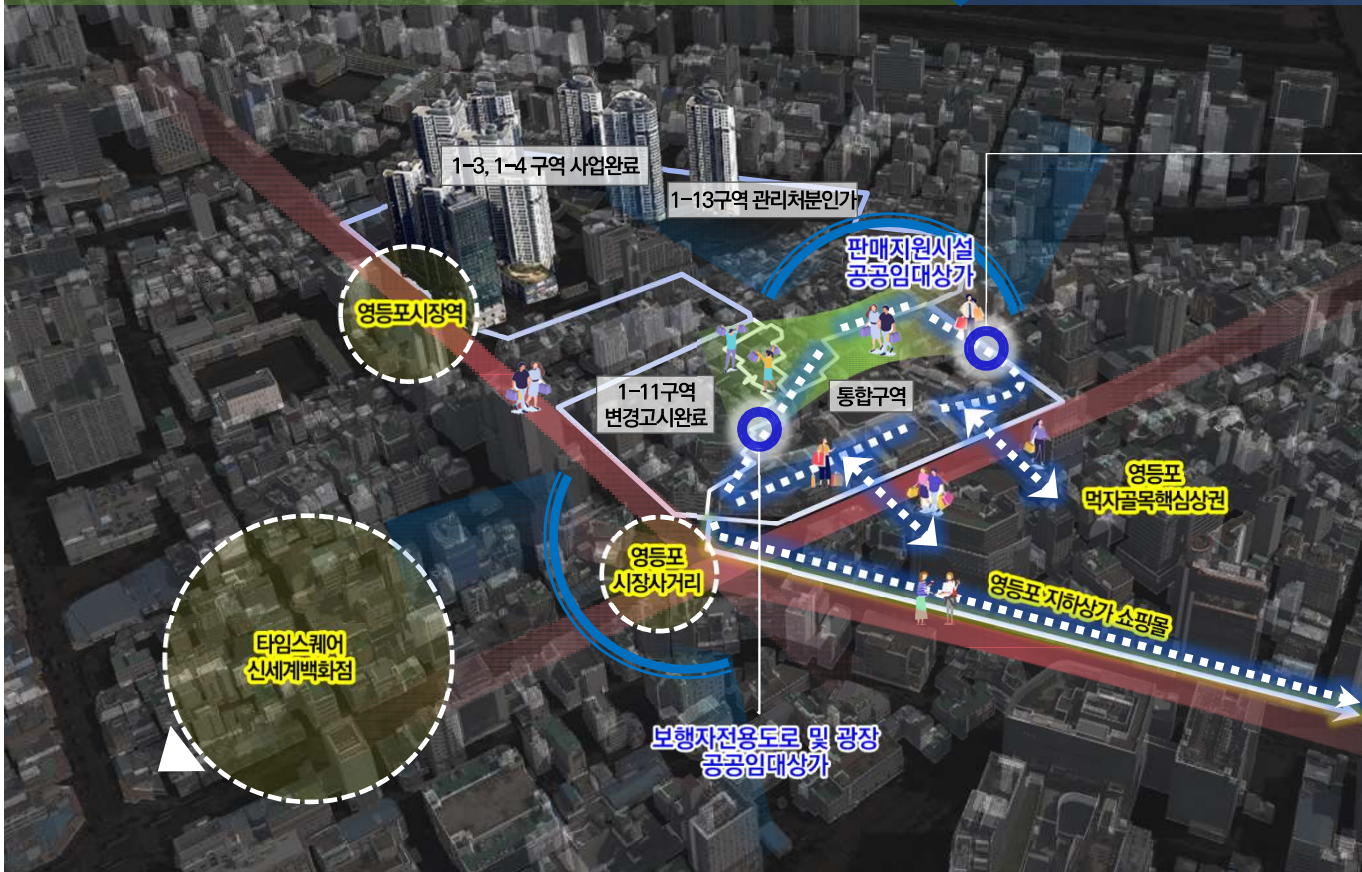 1-3, 1-4 구역 사업완료
1-13구역 관리처분인가
판매지원시설
공공임대상가
영등포시장역
1-11구역
변경고시완료
통합구역
영등포
먹자골목핵심상권
영등포
시장사거리
영등포 지하상가 쇼핑몰
타임스퀘어
신세계백화점
보행자전용도로 및 광장
공공임대상가